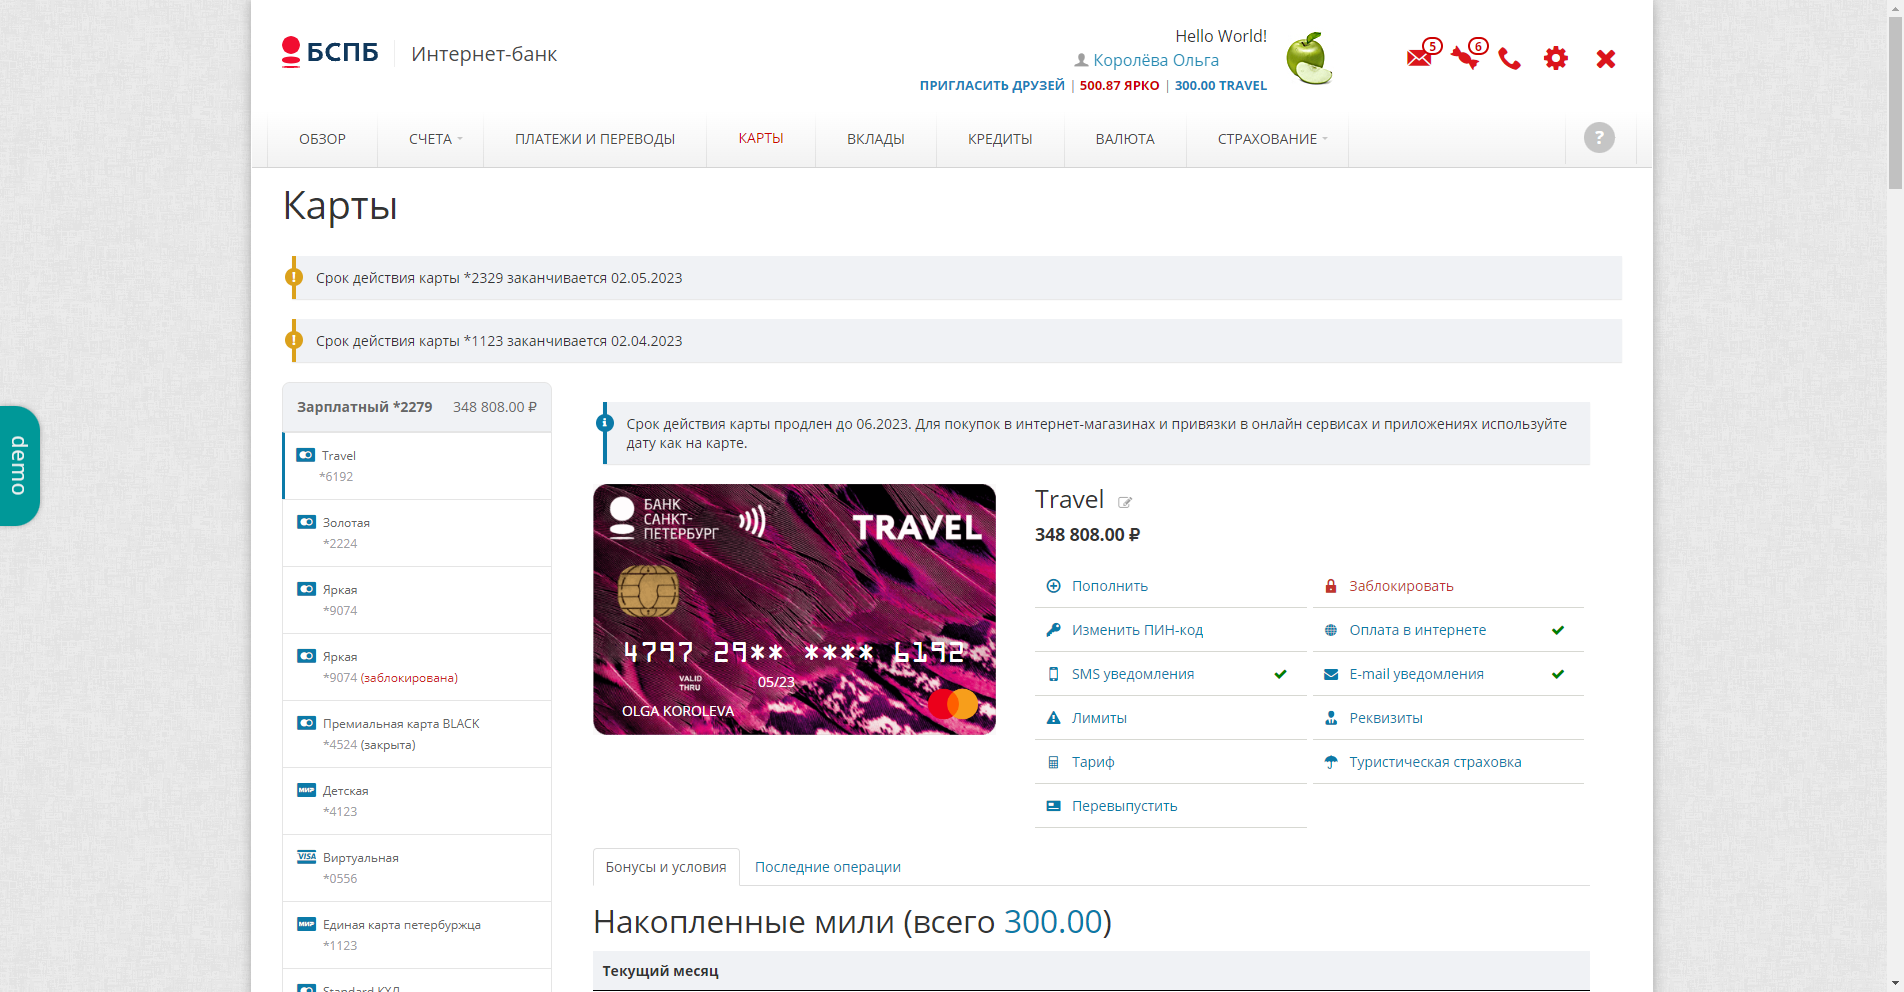 БСПБ
Интернет-банк
Hello World!
Королёва Ольга
ПРИГЛАСИТЬ ДРУЗЕЙ | 500.87 ЯРКО | 300.00 TRAVEL
5
6
ОБЗОР
СЧЕТА
ПЛАТЕЖИ И ПЕРЕВОДЫ
КАРТЫ
ВКЛАДЫ
КРЕДИТЫ
ВАЛЮТА
СТРАХОВАНИЕ
?
Карты
Срок действия карты *2329 заканчивается 02.05.2023
Срок действия карты *1123 заканчивается 02.04.2023
demo
Зарплатный *2279 348 808.00 ₽
Travel
*6192
Золотая
*2224
Яркая
*9074
Яркая
*9074 (заблокирована)
Премиальная карта BLACK
*4524 (закрыта)
МИР Детская
*4123
VISA Виртуальная
*0556
МИР Единая карта петербуржца
*1123
Standard КХЛ
Срок действия карты продлен до 06.2023. Для покупок в интернет-магазинах и привязки в онлайн сервисах и приложениях используйте
дату как на карте.
БАНК
САНКТ-
ПЕТЕРБУРГ
TRAVEL
4797 29** **** 6192
VALID
THRU
05/23
OLGA KOROLEVA
Travel
348 808.00 ₽
Пополнить
Заблокировать
Изменить ПИН-код
Оплата в интернете
SMS уведомления
E-mail уведомления
Лимиты
Реквизиты
Тариф
Туристическая страховка
Перевыпустить
Бонусы и условия
Последние операции
Накопленные мили (всего 300.00)
Текущий месяц